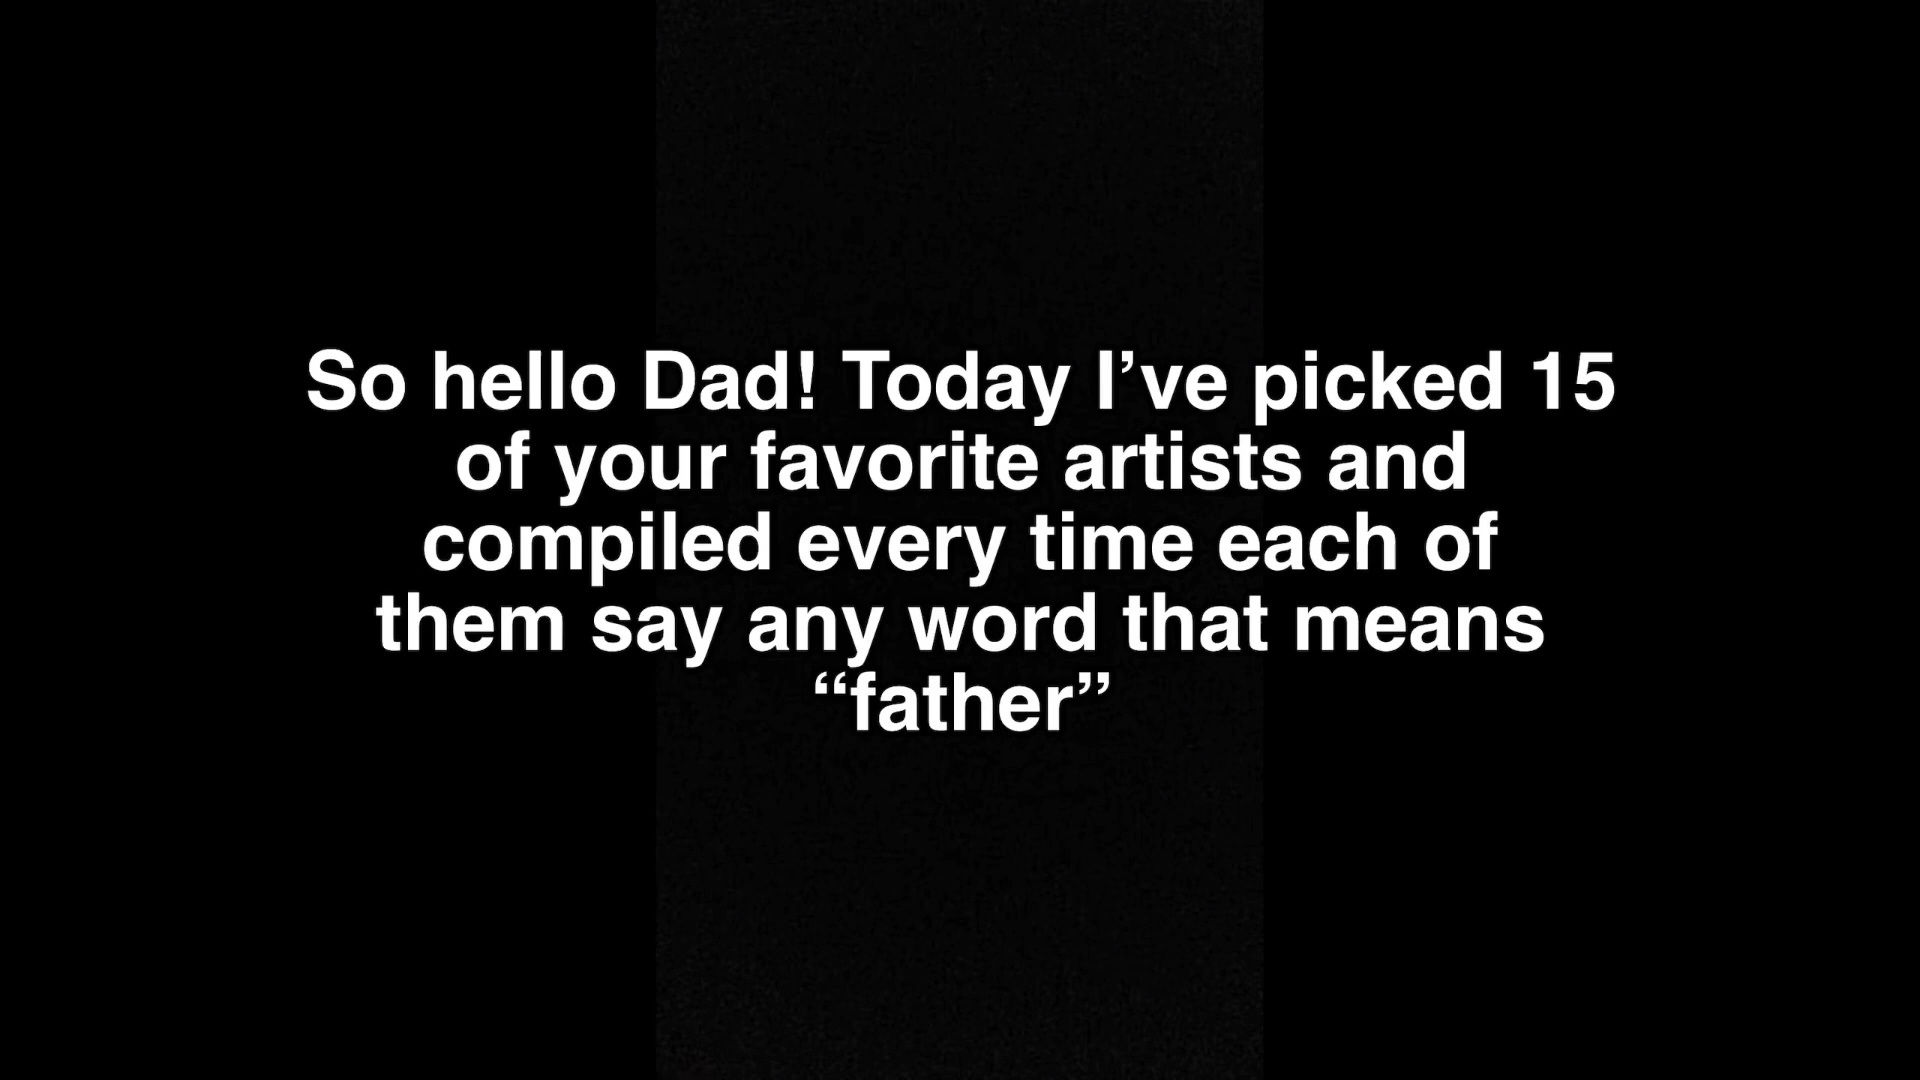 So hello Dad! Today I’ve picked 15
of your favorite artists and
compiled every time each of
them say any word that means
“father”